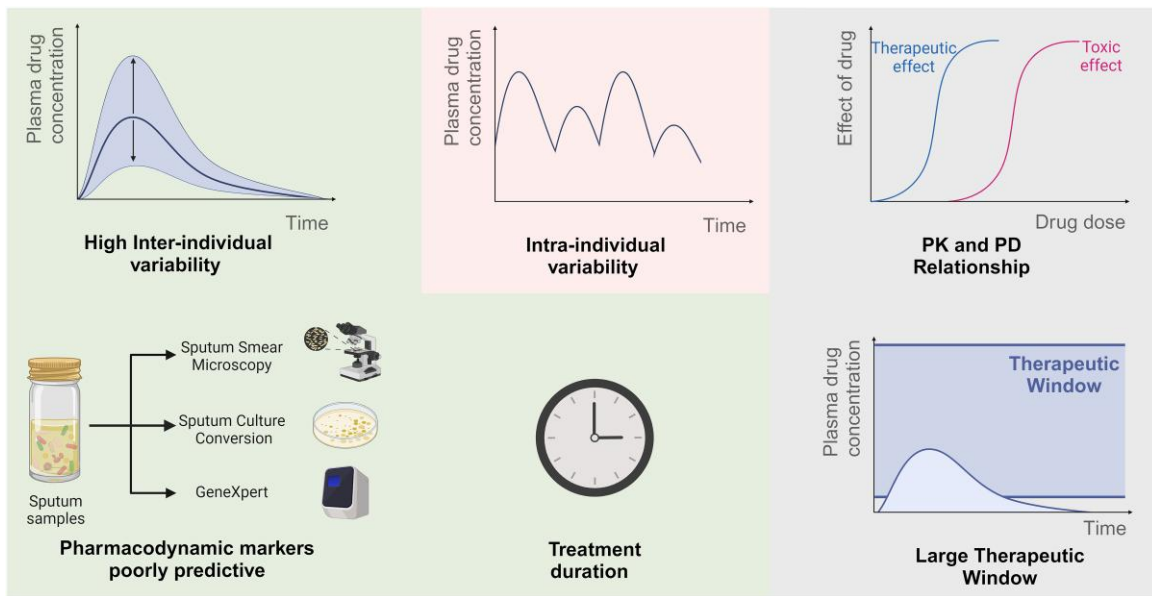 Plasma drug
concentration
Time
High Inter-individual
variability
Plasma drug
concentration
Time
Intra-individual
variability
Effect of drug
Therapeutic
effect
Toxic
effect
Drug dose
PK and PD
Relationship
Sputum
samples
Sputum Smear
Microscopy
Sputum Culture
Conversion
GeneXpert
Pharmacodynamic markers
poorly predictive
Treatment
duration
Plasma drug
concentration
Therapeutic
Window
Time
Large Therapeutic
Window